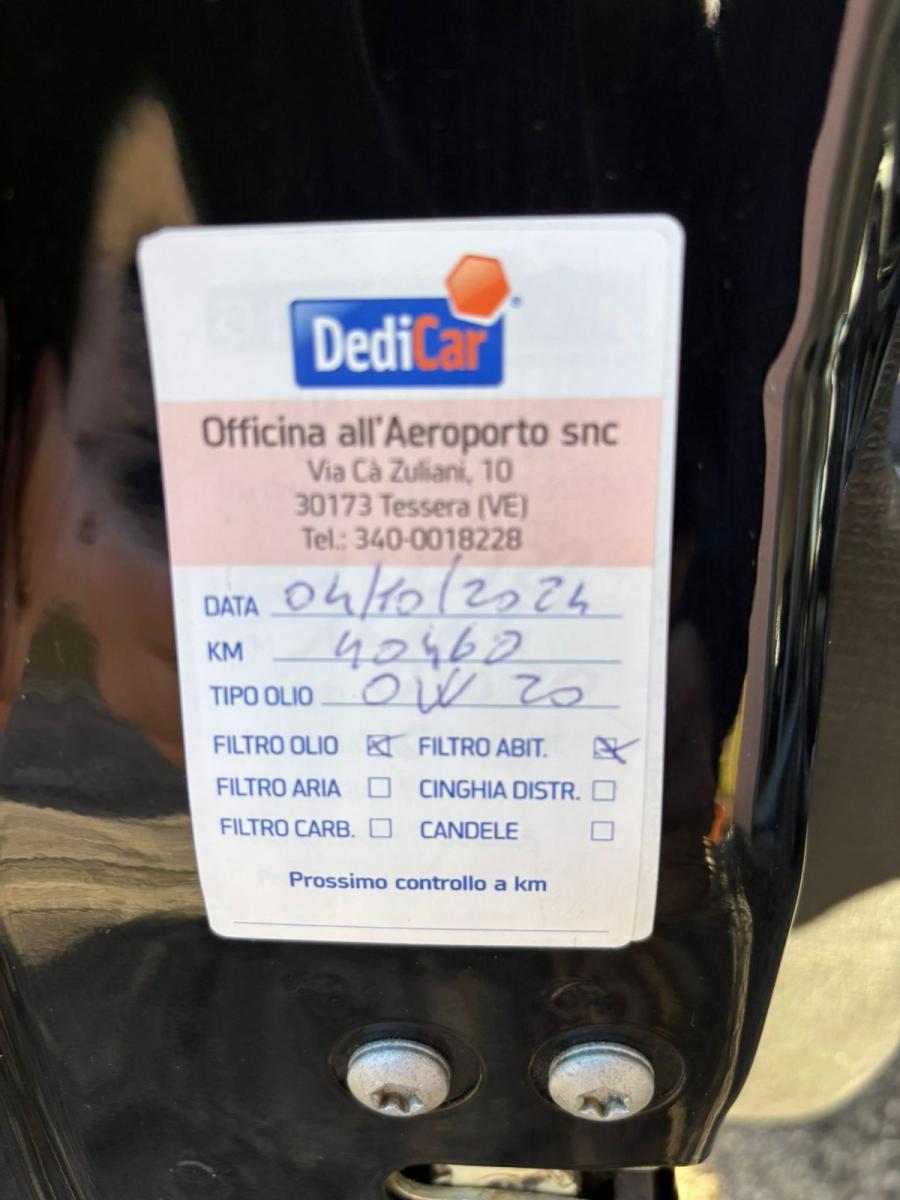 DediCar
Officina all'Aeroporto snc
Via Cà Zuliani, 10
30173 Tessera (VE)
Tel.: 340-0018228
DATA 04/10/2024
KM 40460
TIPO OLIO 0W 20
FILTRO OLIO ☒ FILTRO ABIT. ☒
FILTRO ARIA ☐ CINGHIA DISTR. ☐
FILTRO CARB. ☐ CANDELE ☐
Prossimo controllo a km